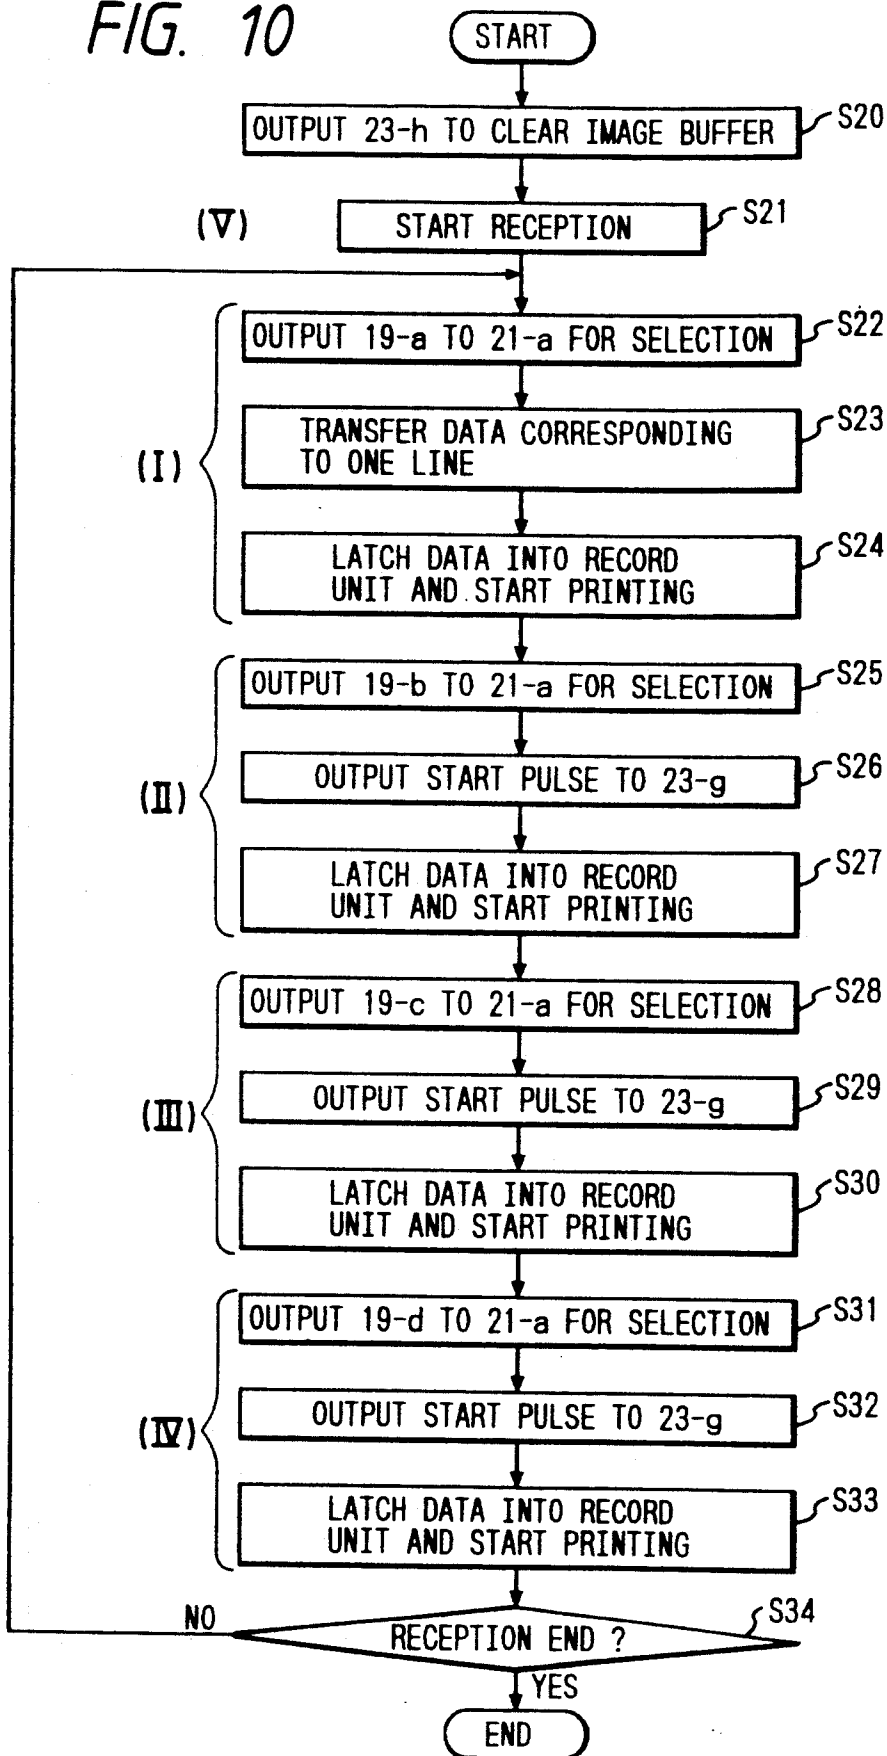 FIG. 10
START
OUTPUT 23-h TO CLEAR IMAGE BUFFER
S20
(V)
START RECEPTION
S21
OUTPUT 19-a TO 21-a FOR SELECTION
S22
(I)
TRANSFER DATA CORRESPONDING
TO ONE LINE
S23
LATCH DATA INTO RECORD
UNIT AND START PRINTING
S24
OUTPUT 19-b TO 21-a FOR SELECTION
S25
(II)
OUTPUT START PULSE TO 23-g
S26
LATCH DATA INTO RECORD
UNIT AND START PRINTING
S27
OUTPUT 19-c TO 21-a FOR SELECTION
S28
(III)
OUTPUT START PULSE TO 23-g
S29
LATCH DATA INTO RECORD
UNIT AND START PRINTING
S30
OUTPUT 19-d TO 21-a FOR SELECTION
S31
(IV)
OUTPUT START PULSE TO 23-g
S32
LATCH DATA INTO RECORD
UNIT AND START PRINTING
S33
NO
RECEPTION END ?
S34
YES
END